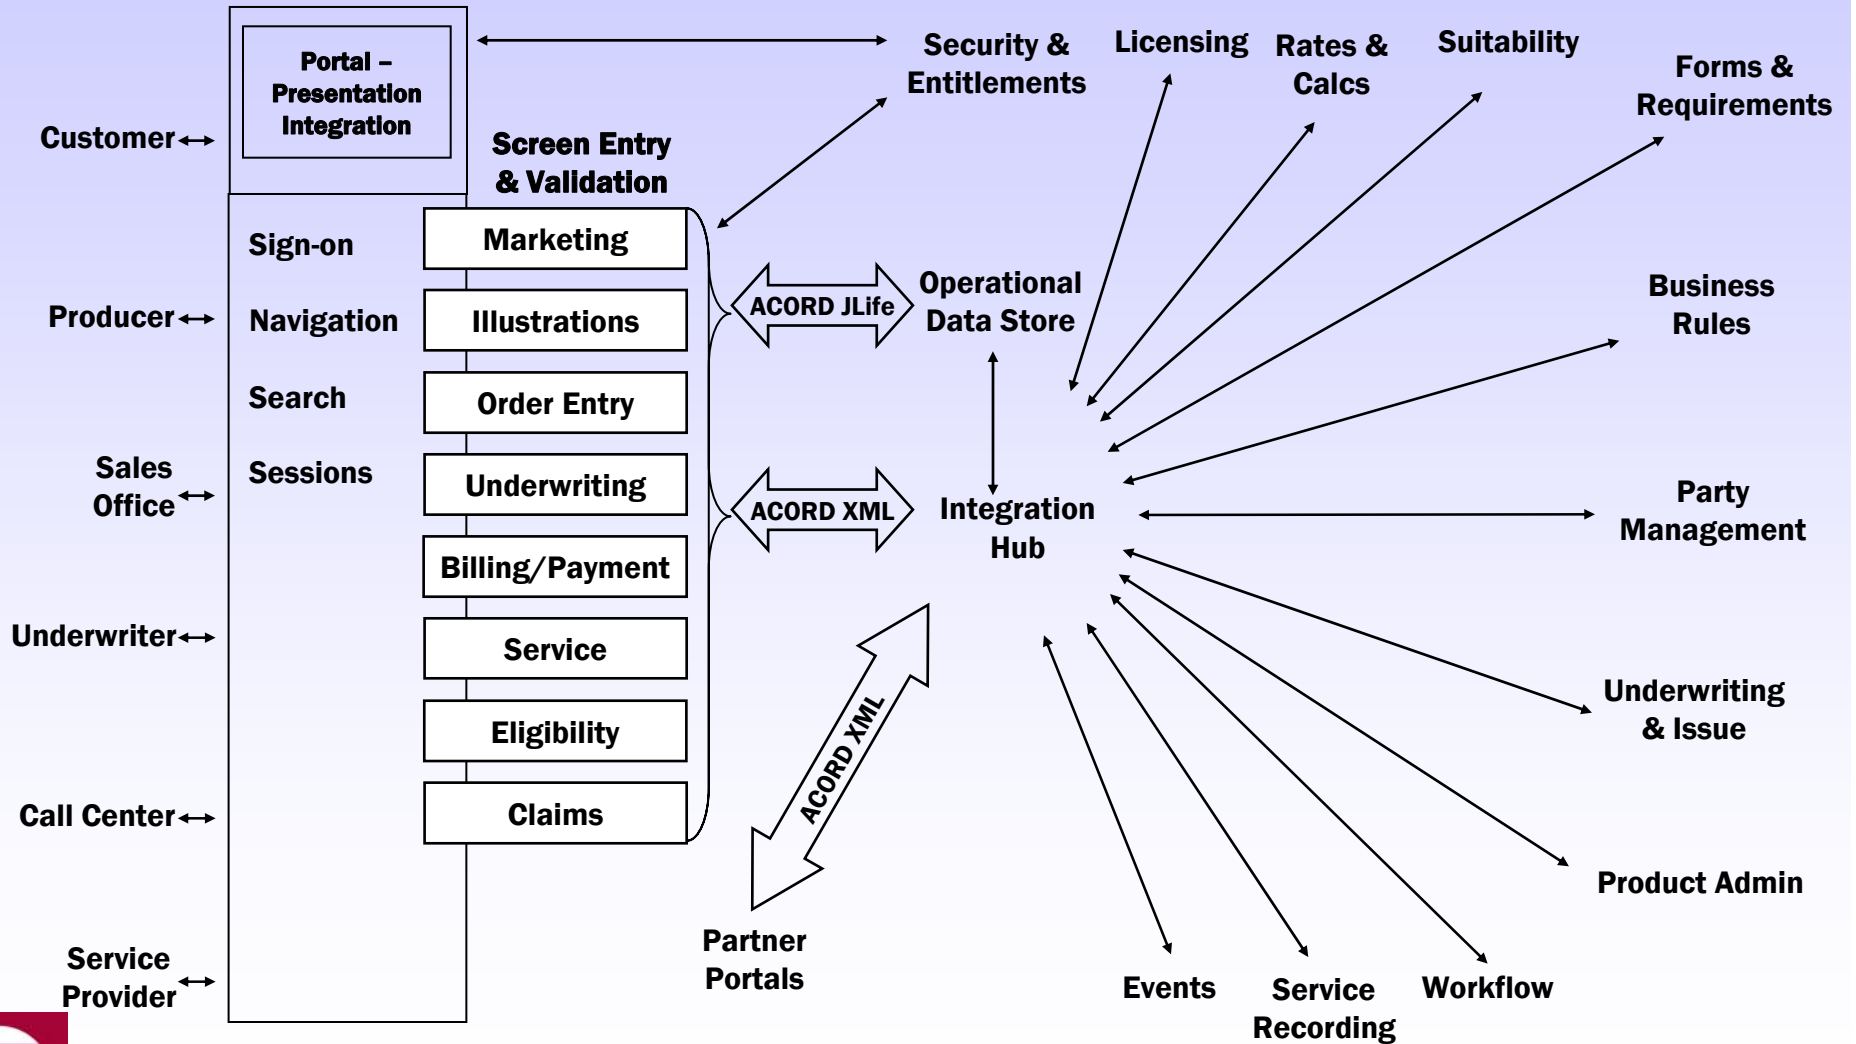 Portal –
Presentation
Integration
Customer
Producer
Sales
Office
Underwriter
Call Center
Service
Provider
Sign-on
Navigation
Search
Sessions
Screen Entry
& Validation
Marketing
Illustrations
Order Entry
Underwriting
Billing/Payment
Service
Eligibility
Claims
ACORD JLife
ACORD XML
ACORD XML
Operational
Data Store
Integration
Hub
Partner
Portals
Security &
Entitlements
Licensing
Rates &
Calcs
Suitability
Forms &
Requirements
Business
Rules
Party
Management
Underwriting
& Issue
Product Admin
Workflow
Service
Recording
Events